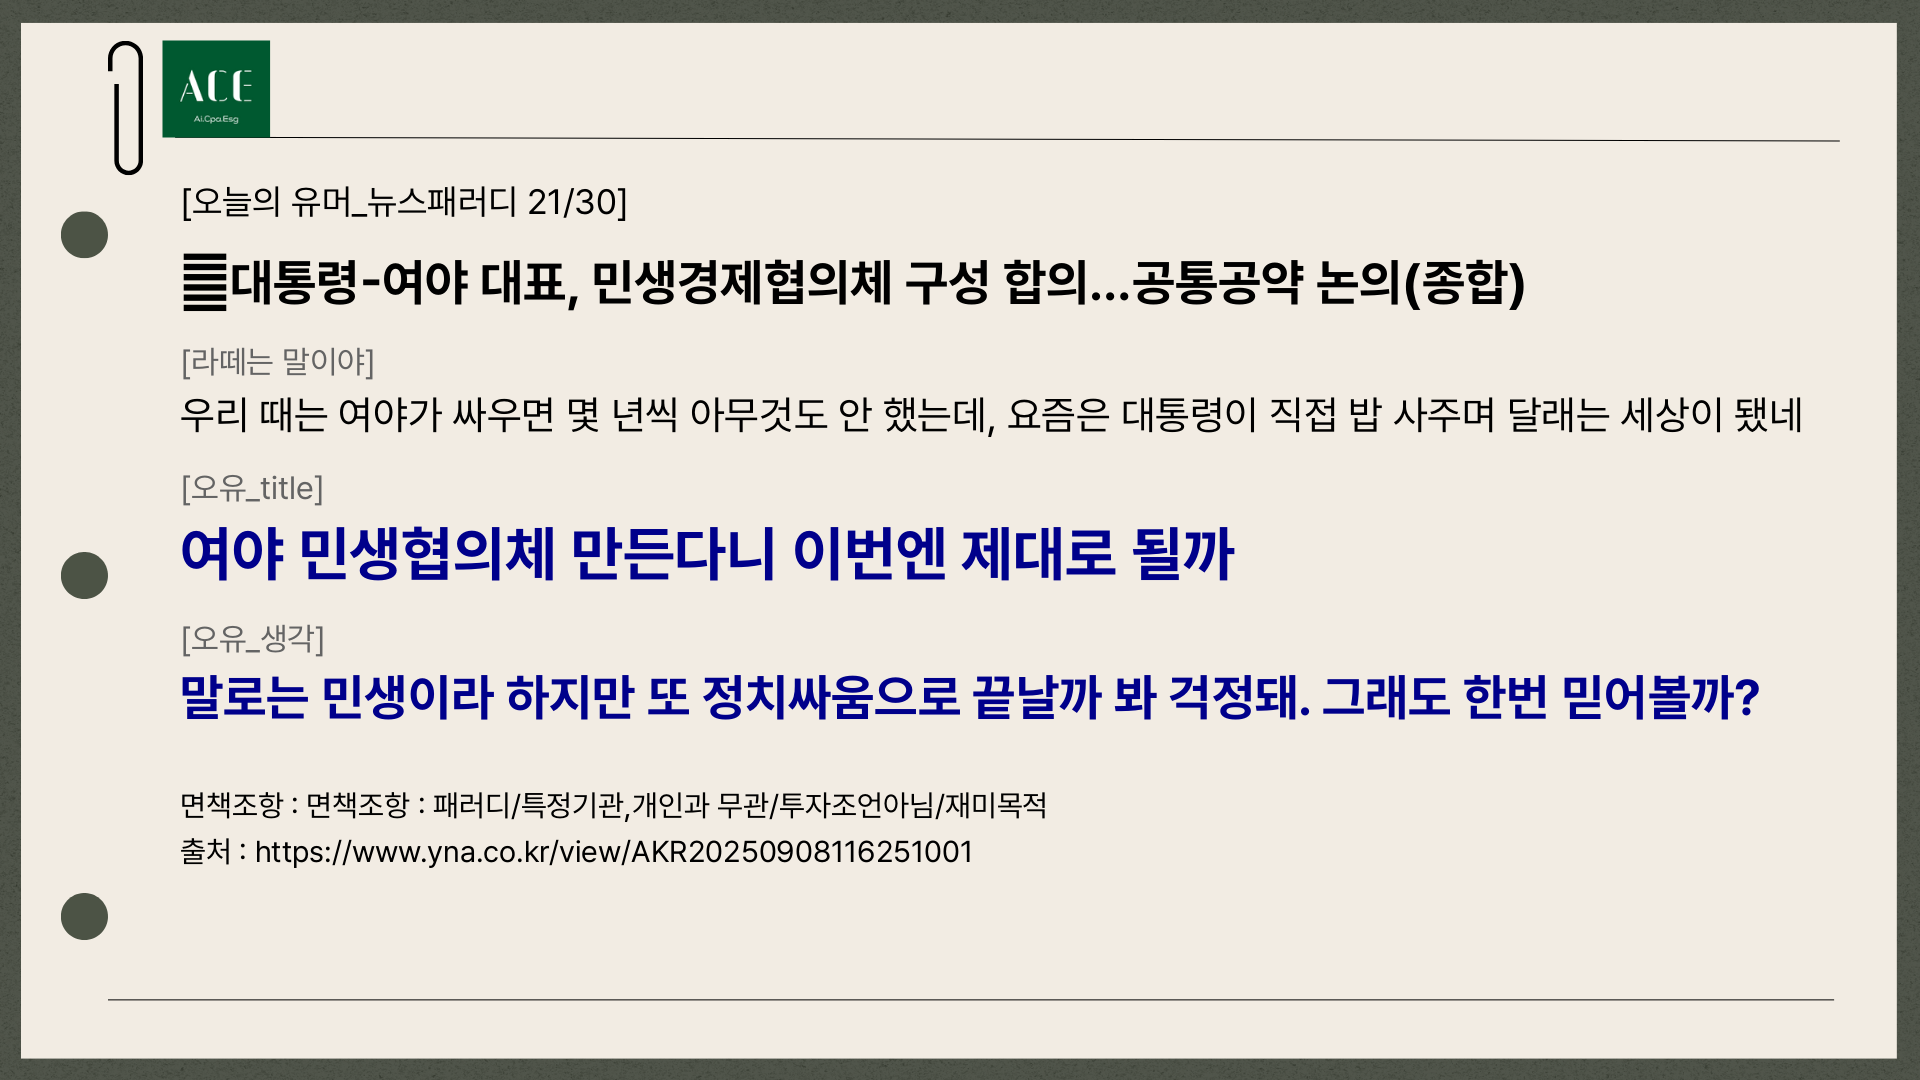 ACE
Ai.Cpa.Esg
[오늘의 유머_뉴스패러디 21/30]
䷀대통령-여야 대표, 민생경제협의체 구성 합의…공통공약 논의(종합)
[라떼는 말이야]
우리 때는 여야가 싸우면 몇 년씩 아무것도 안 했는데, 요즘은 대통령이 직접 밥 사주며 달래는 세상이 됐네
[오유_title]
여야 민생협의체 만든다니 이번엔 제대로 될까
[오유_생각]
말로는 민생이라 하지만 또 정치싸움으로 끝날까 봐 걱정돼. 그래도 한번 믿어볼까?
면책조항 : 면책조항 : 패러디/특정기관,개인과 무관/투자조언아님/재미목적
출처 : https://www.yna.co.kr/view/AKR20250908116251001